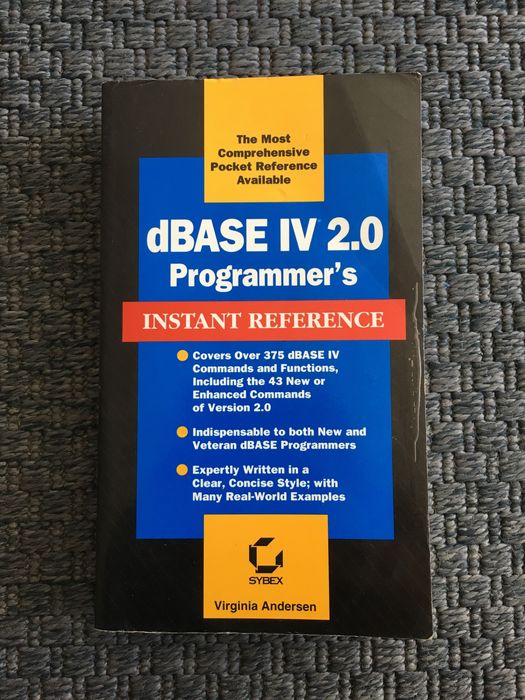 The Most
Comprehensive
Pocket Reference
Available
dBASE IV 2.0
Programmer's
INSTANT REFERENCE
Covers Over 375 dBASE IV
Commands and Functions,
Including the 43 New or
Enhanced Commands
of Version 2.0
Indispensable to both New and
Veteran dBASE Programmers
Expertly Written in a
Clear, Concise Style; with
Many Real-World Examples
SYBEX
Virginia Andersen